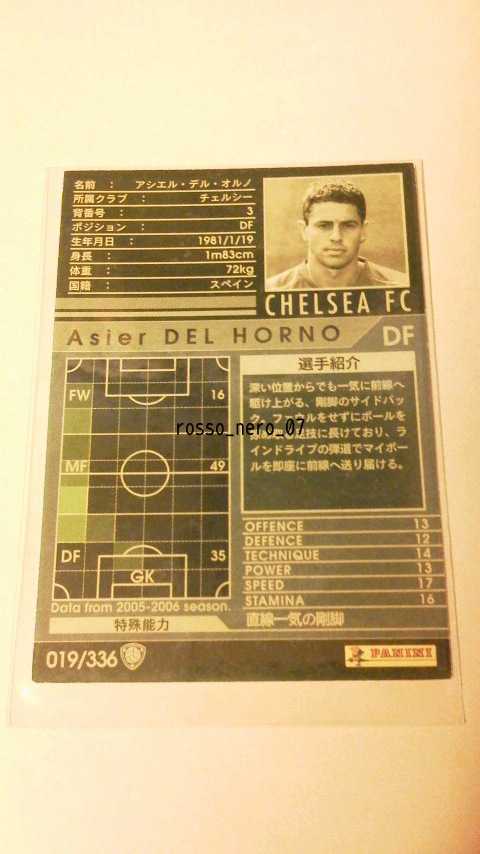 名前 : アシエル・デル・オルノ
所属クラブ : チェルシー
背番号 : 3
ポジション : DF
生年月日 : 1981/1/19
身長 : 1m83cm
体重 : 72kg
国籍 : スペイン
CHELSEA FC
Asier DEL HORNO DF
FW 16
MF 49
DF 35
GK
Data from 2005-2006 season.
特殊能力
選手紹介
深い位置からでも一気に前線へ
駆け上がる、剛脚のサイドバッ
ク。ファウルをせずにボールを
技に長けており、ラ
インドライブの弾道でマイボー
ルを即座に前線へ送り届ける。
rosso_nero_07
OFFENCE 13
DEFENCE 12
TECHNIQUE 14
POWER 13
SPEED 17
STAMINA 16
直線一気の剛脚
019/336
PANINI